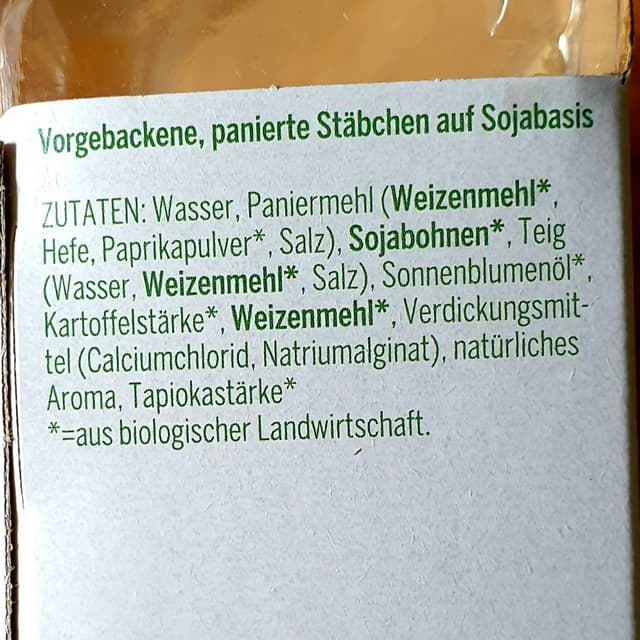 Vorgebackene, panierte Stäbchen auf Sojabasis
ZUTATEN: Wasser, Paniermehl (Weizenmehl*,
Hefe, Paprikapulver*, Salz), Sojabohnen*, Teig
(Wasser, Weizenmehl*, Salz), Sonnenblumenöl*,
Kartoffelstärke*, Weizenmehl*, Verdickungsmit-
tel (Calciumchlorid, Natriumalginat), natürliches
Aroma, Tapiokastärke*
*=aus biologischer Landwirtschaft.